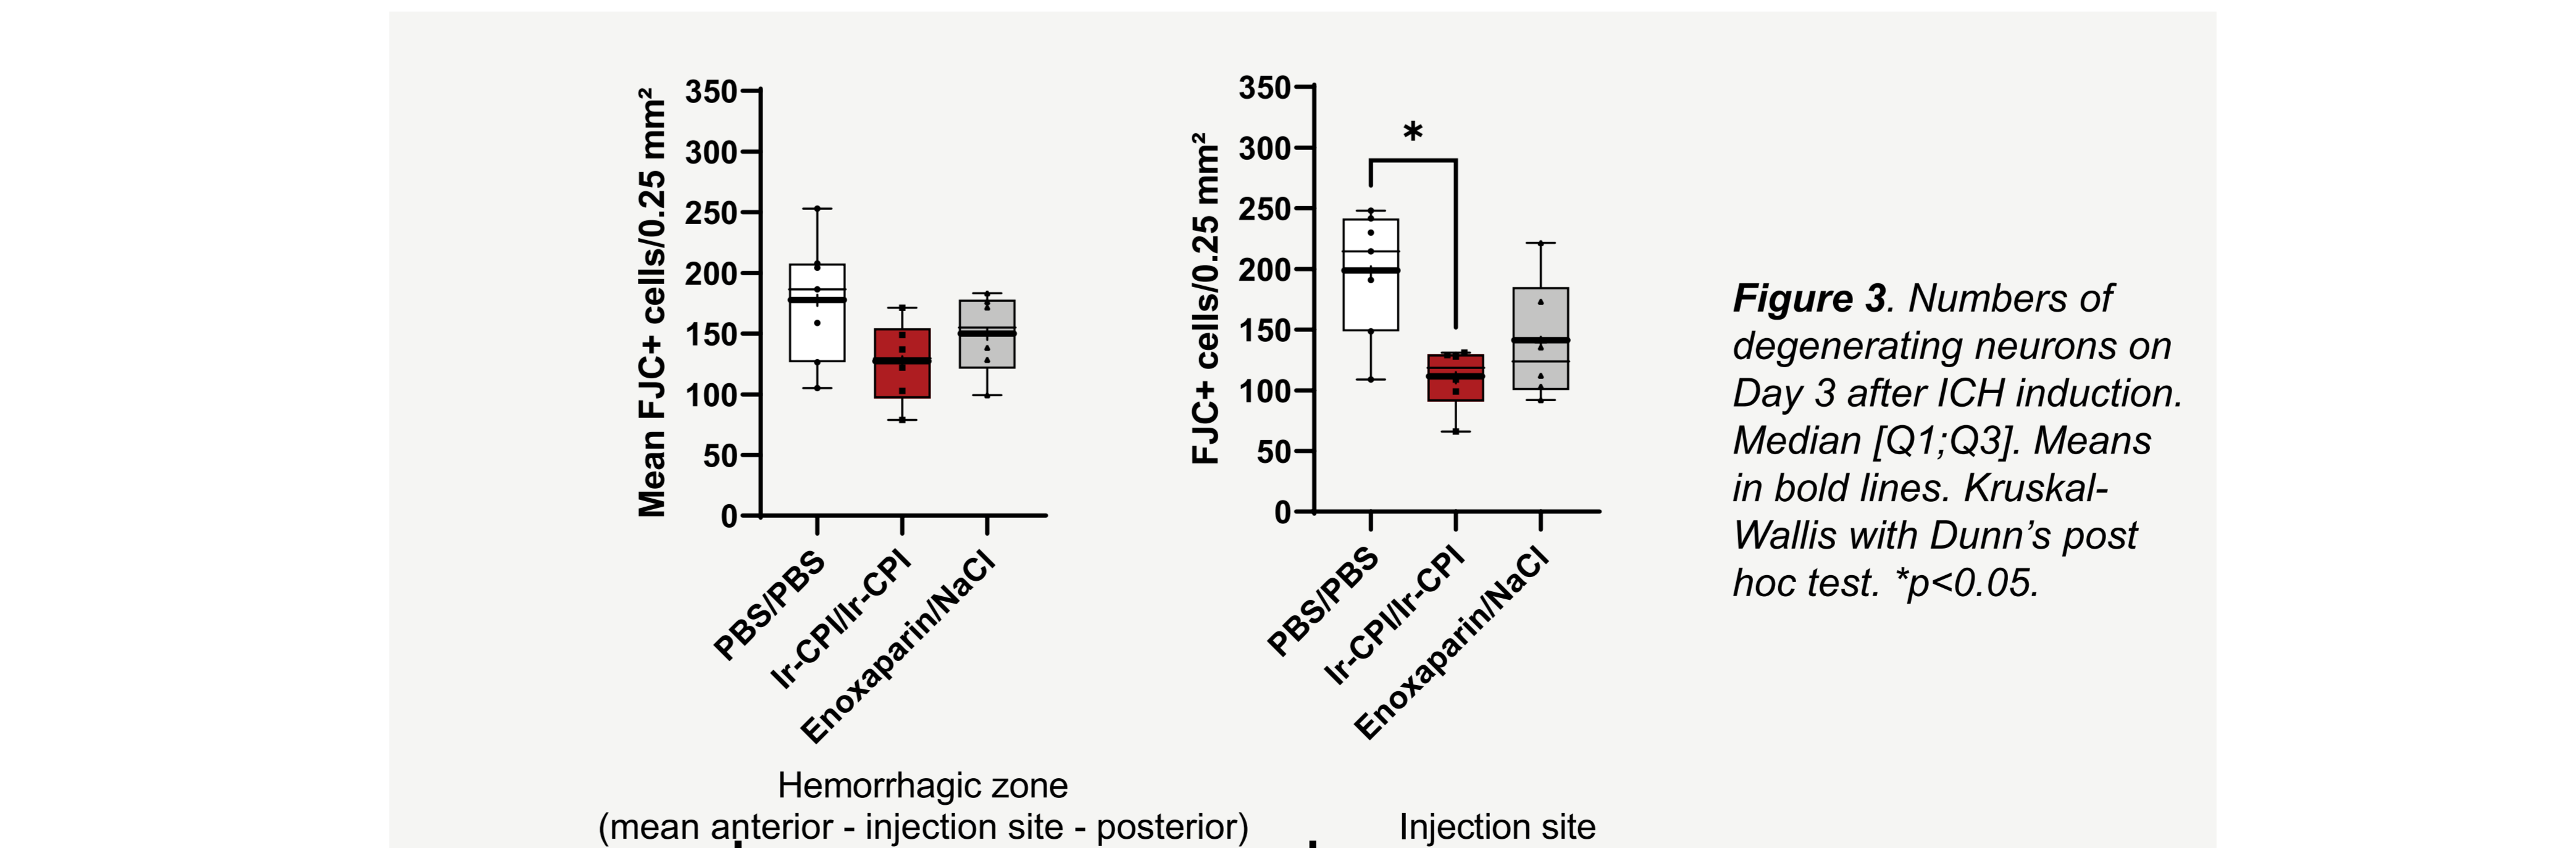 Mean FJC+ cells/0.25 mm²
350
300
250
200
150
100
50
0
PBS/PBS
Ir-CPI/Ir-CPI
Enoxaparin/NaCl
Hemorrhagic zone
(mean anterior - injection site - posterior)
FJC+ cells/0.25 mm²
350
300
250
200
150
100
50
0
*
PBS/PBS
Ir-CPI/Ir-CPI
Enoxaparin/NaCl
Injection site
Figure 3. Numbers of
degenerating neurons on
Day 3 after ICH induction.
Median [Q1;Q3]. Means
in bold lines. Kruskal-
Wallis with Dunn’s post
hoc test. *p<0.05.